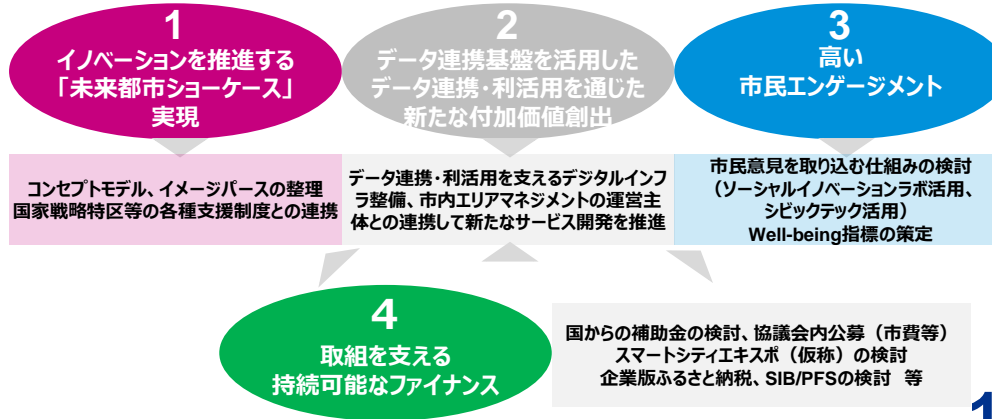 1
イノベーションを推進する
「未来都市ショーケース」
実現
2
データ連携基盤を活用した
データ連携・利活用を通じた
新たな付加価値創出
3
高い
市民エンゲージメント
コンセプトモデル、イメージパースの整理
国家戦略特区等の各種支援制度との連携
データ連携・利活用を支えるデジタルインフ
ラ整備、市内エリアマネジメントの運営主
体との連携して新たなサービス開発を推進
市民意見を取り込む仕組みの検討
（ソーシャルイノベーションラボ活用、
シビックテック活用）
Well-being指標の策定
4
取組を支える
持続可能なファイナンス
国からの補助金の検討、協議会内公募（市費等）
スマートシティエキスポ（仮称）の検討
企業版ふるさと納税、SIB/PFSの検討 等
1